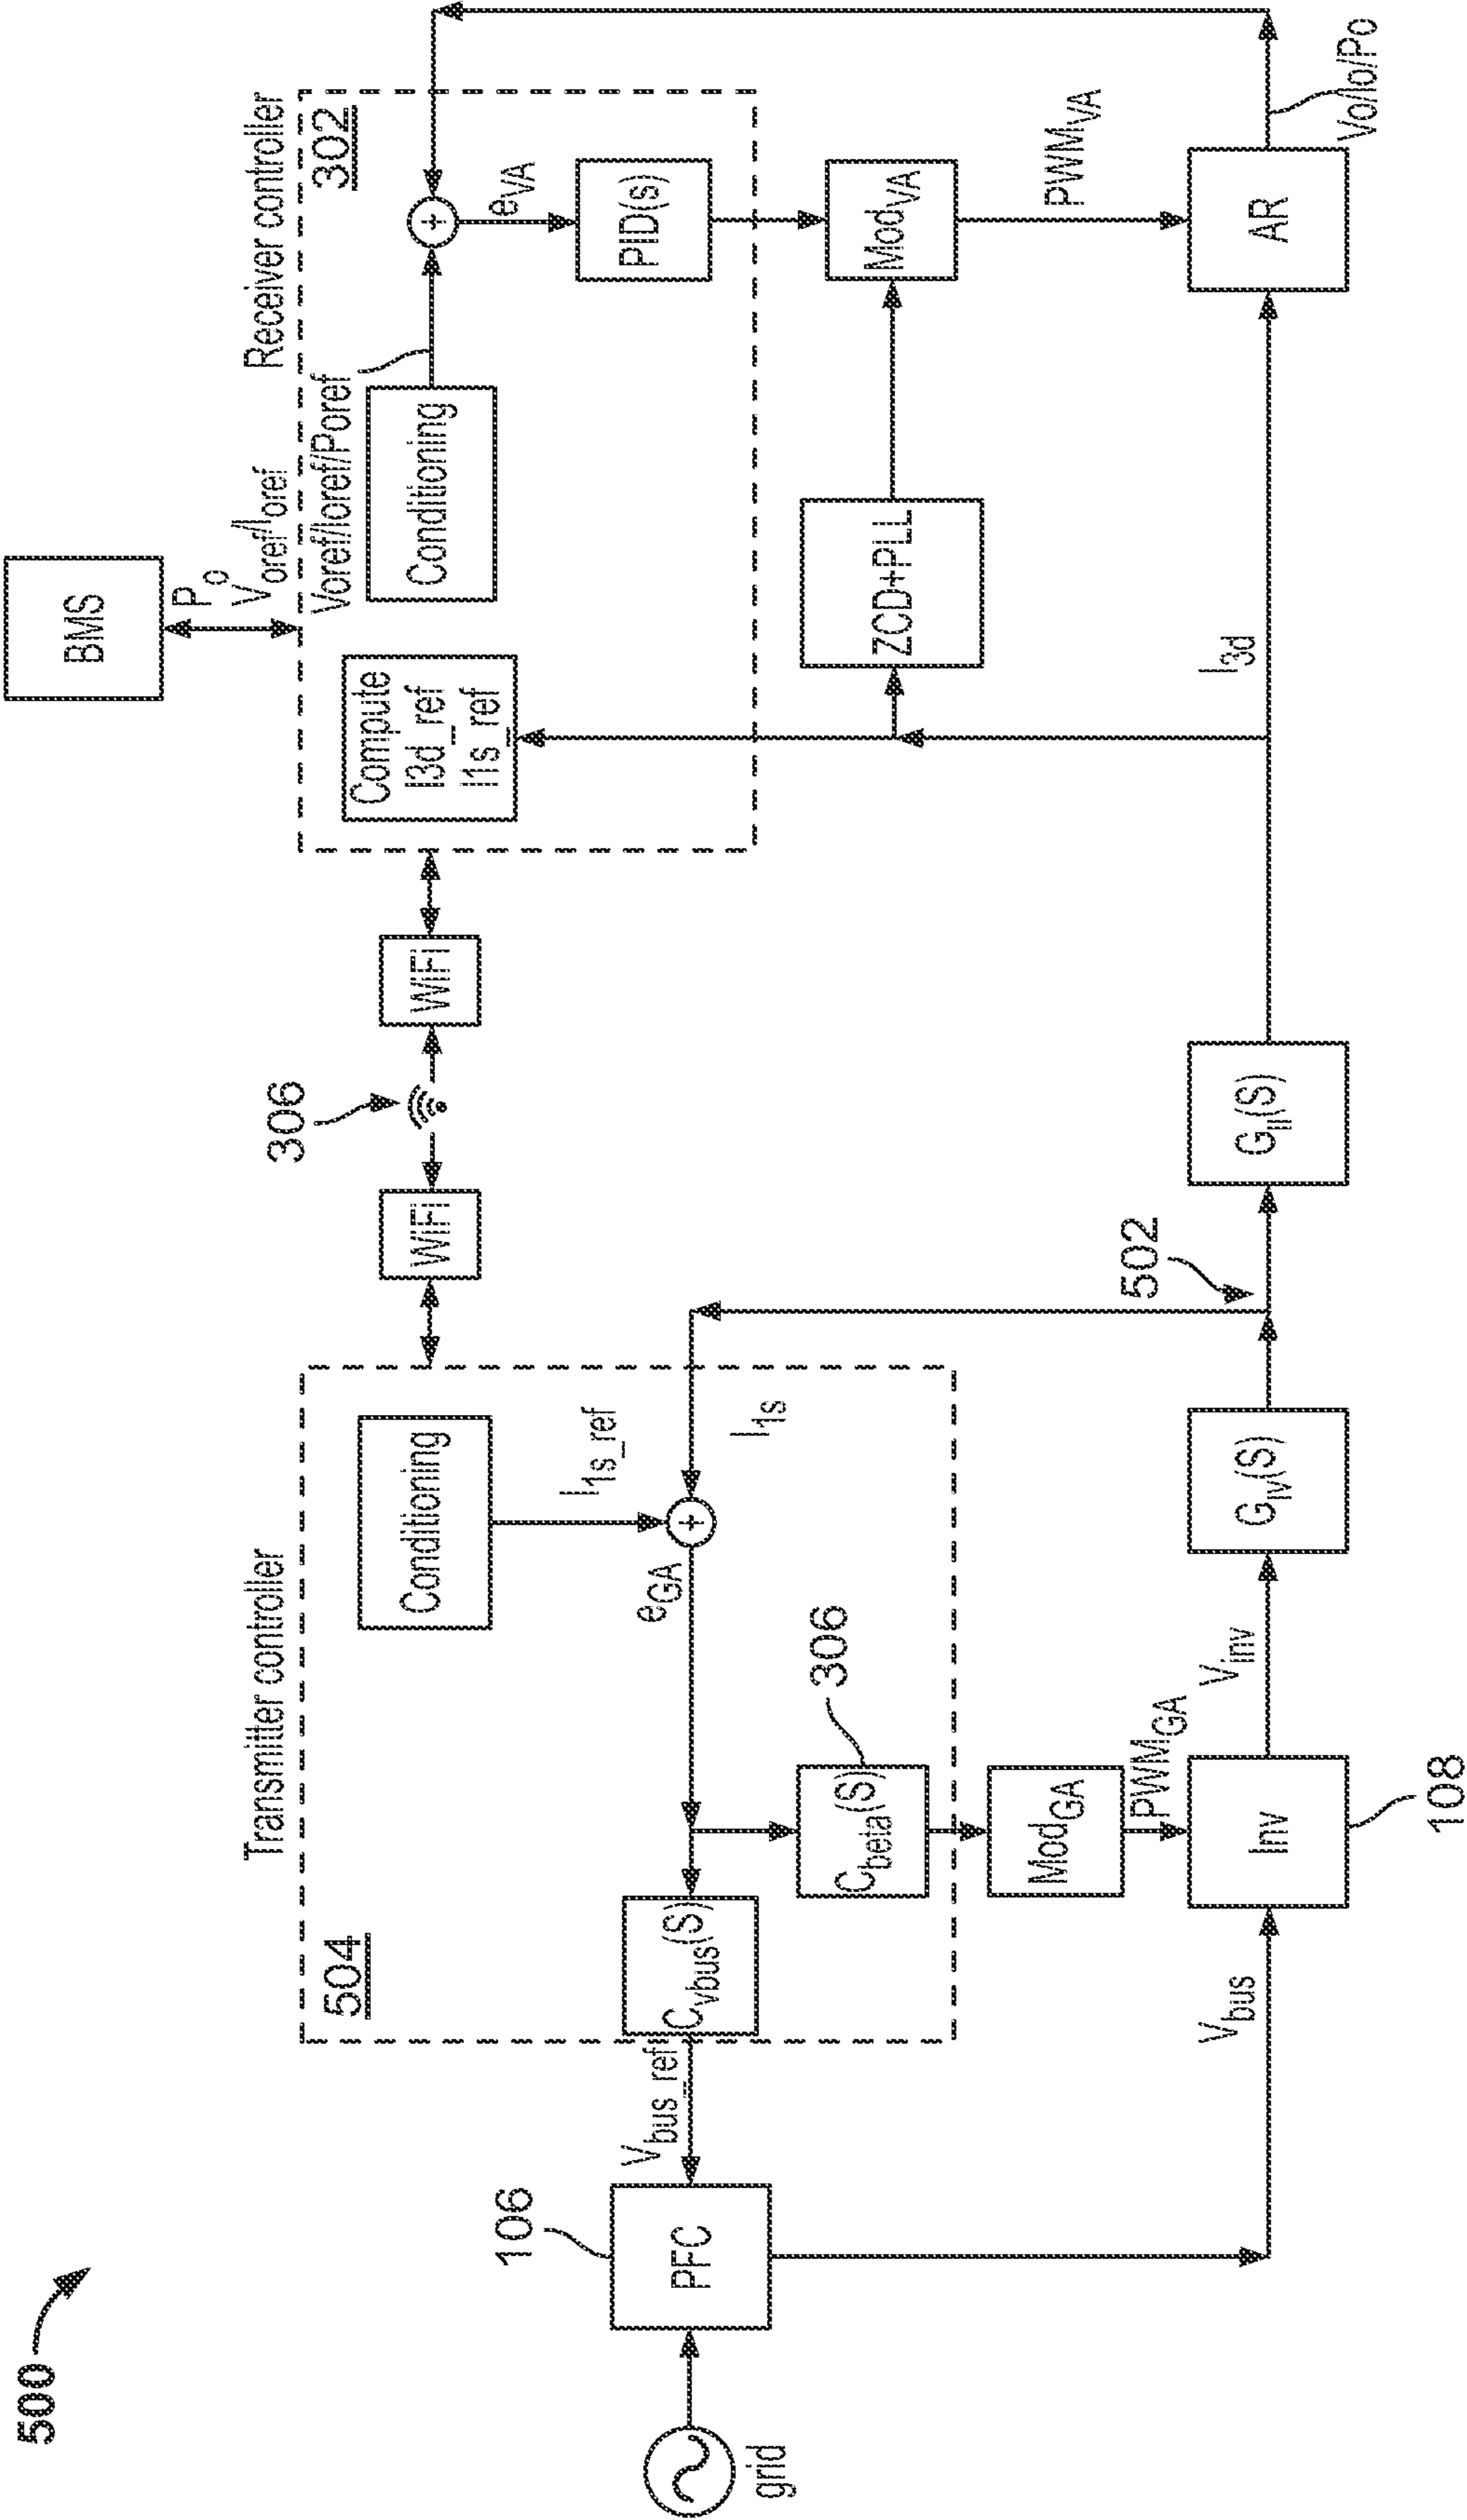 500
BMS
Po
Voref/Ioref
Transmitter controller
Receiver controller
504
306
302
Conditioning
WiFi
WiFi
Compute
I3d_ref
I1s_ref
Conditioning
Voref/Ioref/Poref
I1s_ref
eVA
PID(s)
106
grid
PFC
Vbus_ref
Cvbus(S)
eGA
+
+
I1s
Cbeta(S)
306
ZCD+PLL
ModVA
ModGA
PWMGA
PWMVA
502
Vbus
Inv
Vinv
GIV(S)
GII(S)
I3d
AR
Vo/Io/Po
108